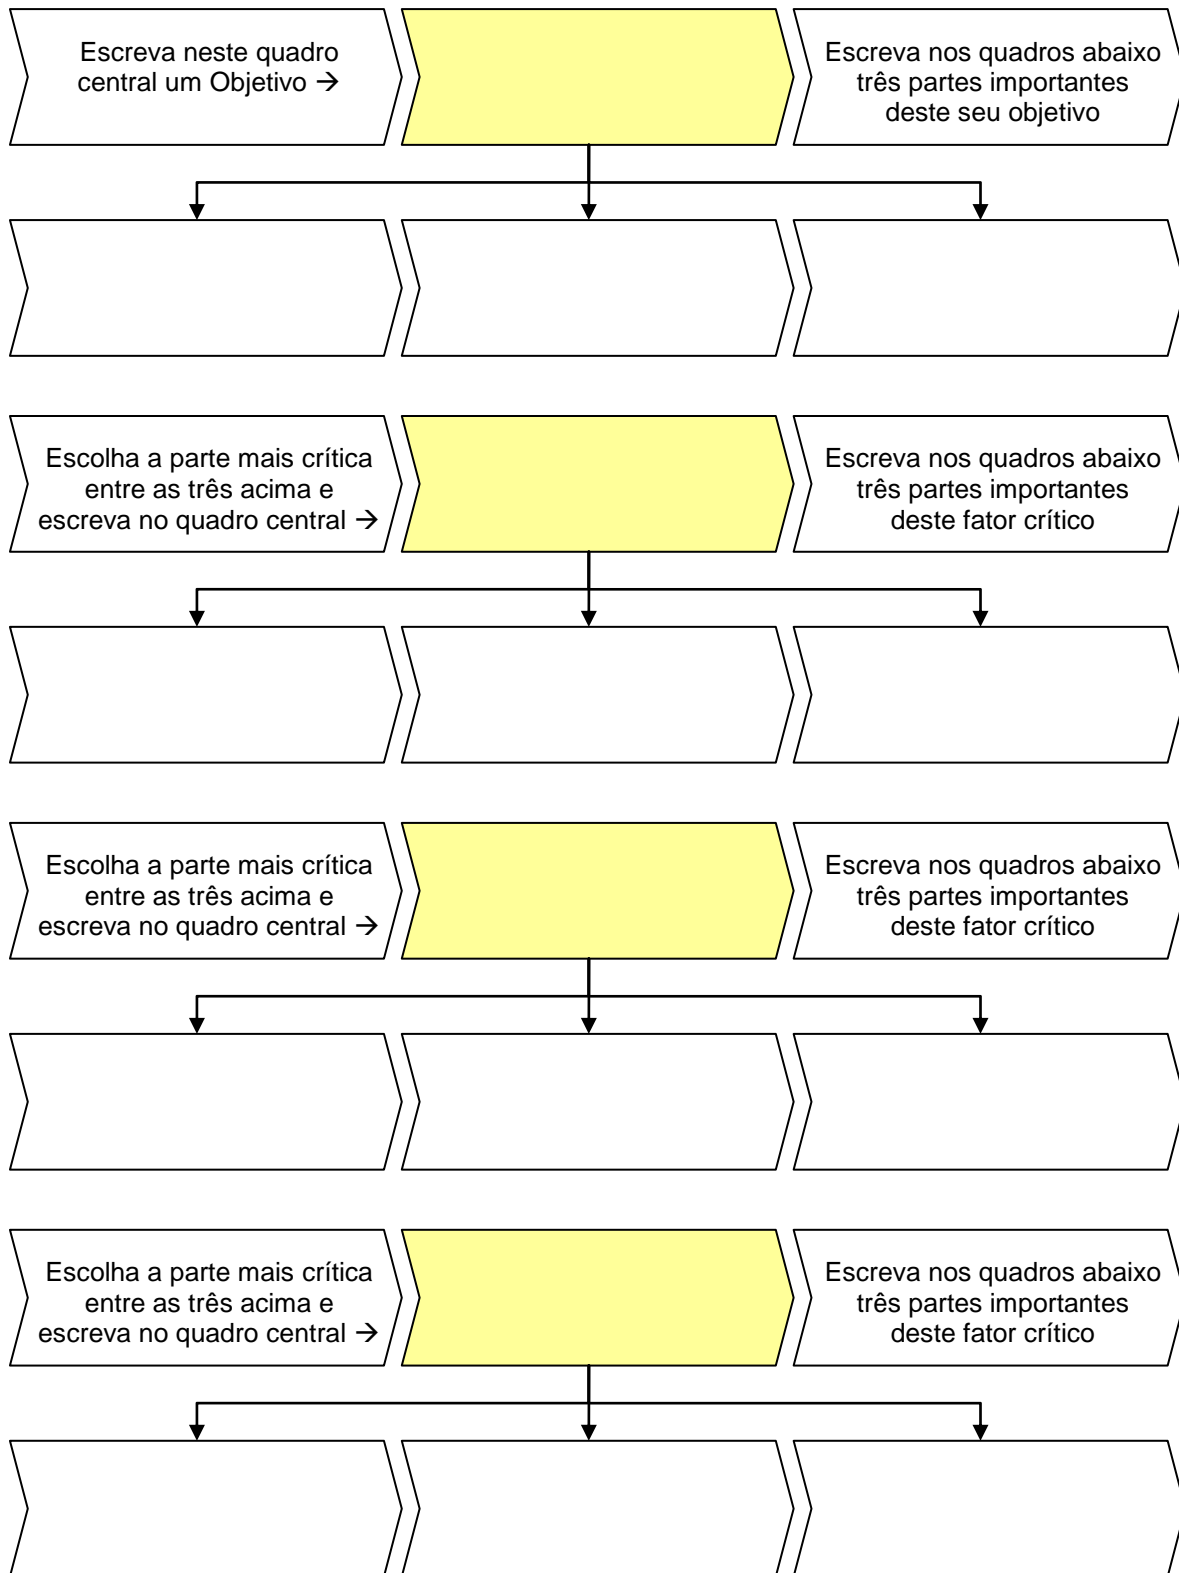 Escreva neste quadro
central um Objetivo →
Escreva nos quadros abaixo
três partes importantes
deste seu objetivo
Escolha a parte mais crítica
entre as três acima e
escreva no quadro central →
Escreva nos quadros abaixo
três partes importantes
deste fator crítico
Escolha a parte mais crítica
entre as três acima e
escreva no quadro central →
Escreva nos quadros abaixo
três partes importantes
deste fator crítico
Escolha a parte mais crítica
entre as três acima e
escreva no quadro central →
Escreva nos quadros abaixo
três partes importantes
deste fator crítico